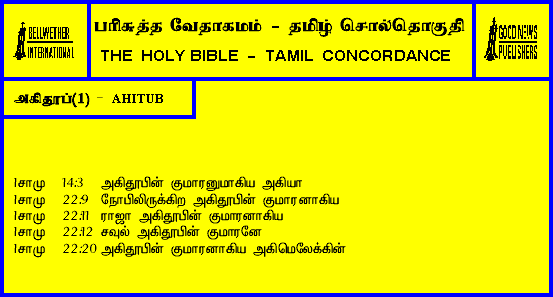 BELLWETHER
INTERNATIONAL
பரிசுத்த வேதாகமம் - தமிழ் சொல்தொகுதி
THE HOLY BIBLE - TAMIL CONCORDANCE
GOOD NEWS
PUBLISHERS
அகிதூப்(1) - AHITUB
1சாமு 14:3 அகிதூபின் குமாரனுமாகிய அகியா
1சாமு 22:9 நோபிலிருக்கிற அகிதூபின் குமாரனாகிய
1சாமு 22:11 ராஜா அகிதூபின் குமாரனாகிய
1சாமு 22:12 சவுல் அகிதூபின் குமாரனே
1சாமு 22:20 அகிதூபின் குமாரனாகிய அகிமெலேக்கின்